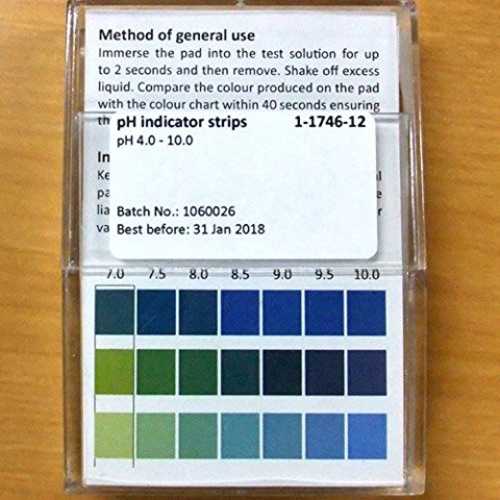 Method of general use
Immerse the pad into the test solution for up
to 2 seconds and then remove. Shake off excess
liquid. Compare the colour produced on the pad
with the colour chart within 40 seconds ensuring
pH indicator strips 1-1746-12
pH 4.0 - 10.0
Batch No.: 1060026
Best before: 31 Jan 2018
7.0 7.5 8.0 8.5 9.0 9.5 10.0